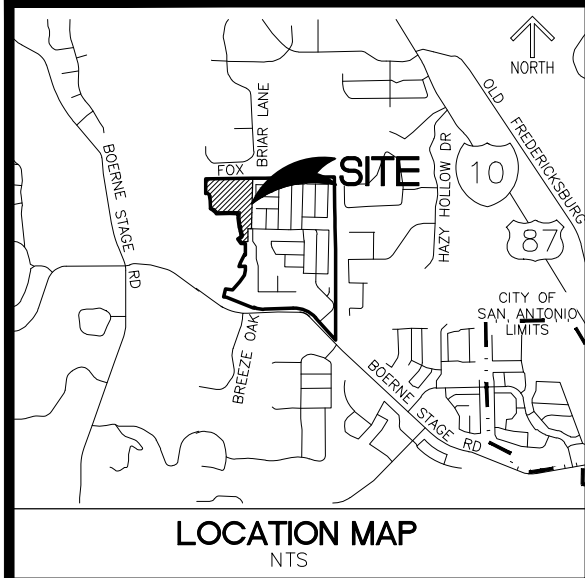 NORTH
OLD FREDERICKSBURG
BRIAR LANE
FOX
SITE
BOERNE STAGE RD
HAZY HOLLOW DR
10
87
CITY OF
SAN ANTONIO
LIMITS
BREEZE OAK
BOERNE STAGE RD
LOCATION MAP
NTS